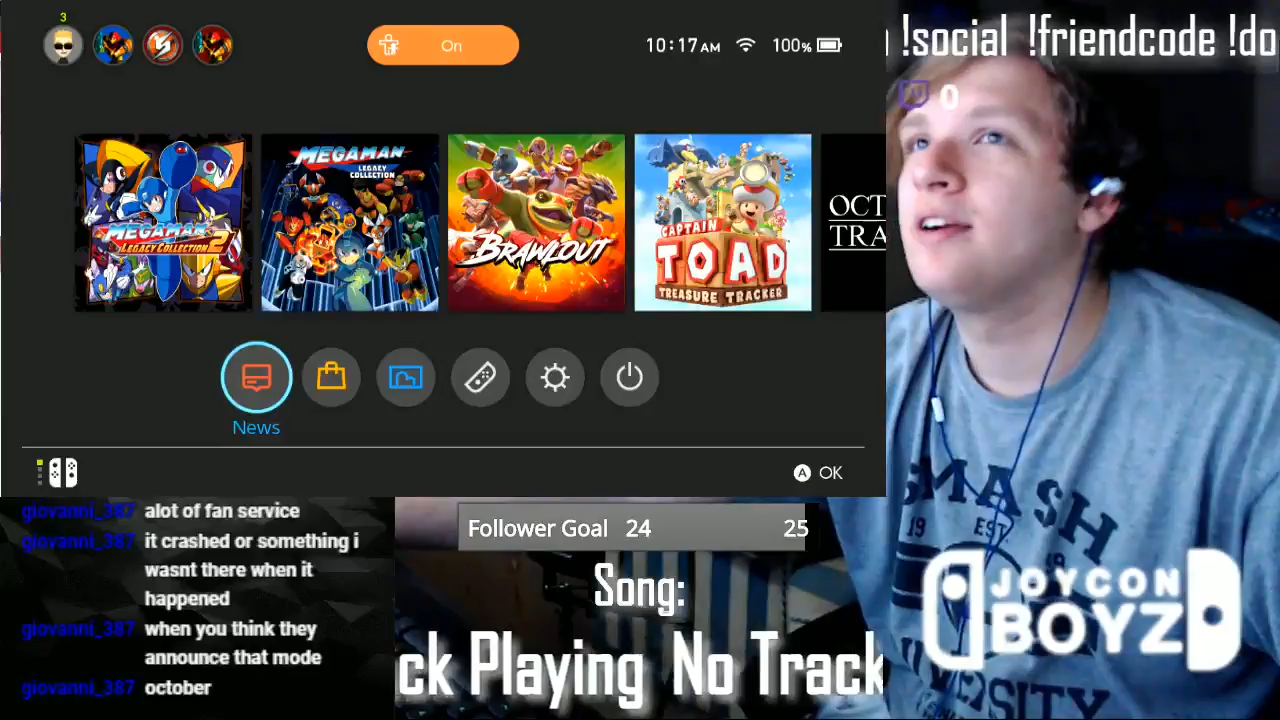 3
On
10:17 AM
100%
!social !friendcode !do
0
MEGAMAN
LEGACY COLLECTION 2
MEGAMAN
LEGACY
COLLECTION
BRAWLOUT
CAPTAIN
TOAD
TREASURE TRACKER
OCT
TRA
News
A OK
giovanni_387 alot of fan service
giovanni_387 it crashed or something i
wasnt there when it
happened
giovanni_387 when you think they
announce that mode
giovanni_387 october
Follower Goal 24 25
Song:
ck Playing No Track
SMASH
19 EST
JOYCON
BOYZ